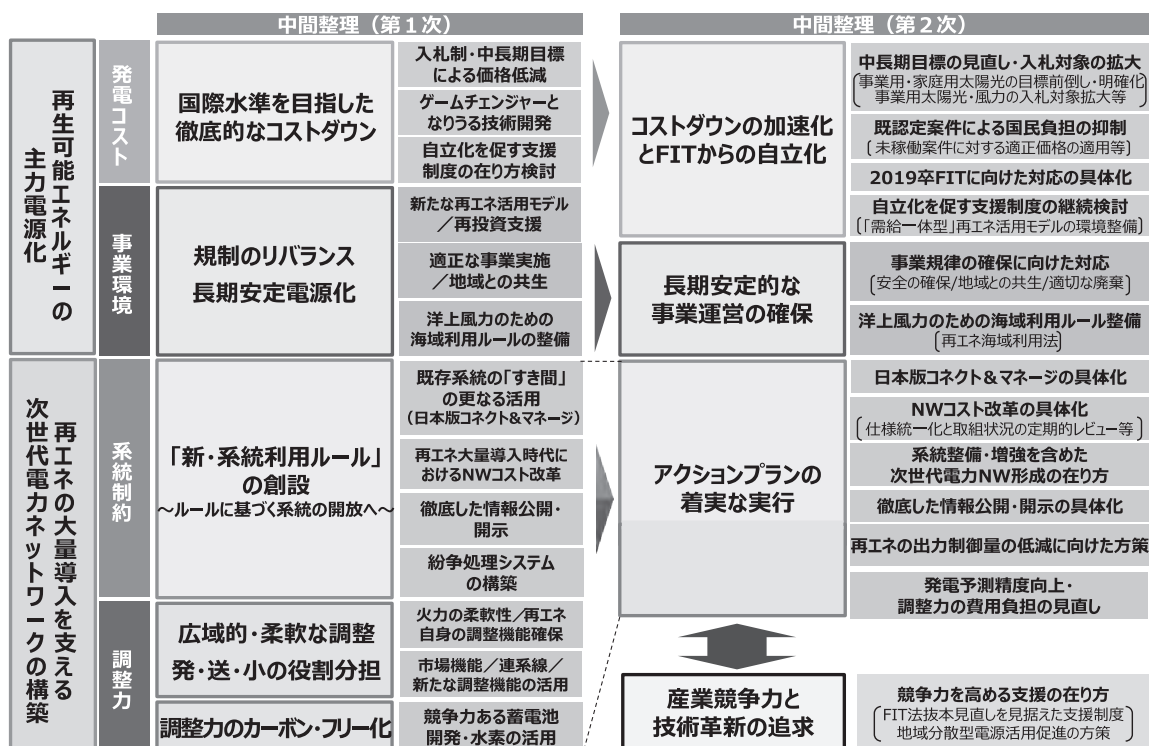 中間整理（第１次）
中間整理（第２次）
再生可能エネルギーの
主力電源化
発電コスト
国際水準を目指した
徹底的なコストダウン
入札制・中長期目標
による価格低減
ゲームチェンジャーと
なりうる技術開発
自立化を促す支援
制度の在り方検討
コストダウンの加速化
とFITからの自立化
中長期目標の見直し・入札対象の拡大
事業用・家庭用太陽光の目標前倒し・明確化
事業用太陽光・風力の入札対象拡大等
既認定案件による国民負担の抑制
（未稼働案件に対する適正価格の適用等）
2019卒FITに向けた対応の具体化
自立化を促す支援制度の継続検討
（「需給一体型」再エネ活用モデルの環境整備）
事業環境
規制のリバランス
長期安定電源化
新たな再エネ活用モデル
／再投資支援
適正な事業実施
／地域との共生
洋上風力のための
海域利用ルールの整備
長期安定的な
事業運営の確保
事業規律の確保に向けた対応
（安全の確保/地域との共生/適切な廃棄）
洋上風力のための海域利用ルール整備
（再エネ海域利用法）
再エネの大量導入を支える
次世代電力ネットワークの構築
系統制約
「新・系統利用ルール」
の創設
～ルールに基づく系統の開放へ～
既存系統の「すき間」
の更なる活用
（日本版コネクト&マネージ）
再エネ大量導入時代に
おけるNWコスト改革
徹底した情報公開・
開示
紛争処理システム
の構築
アクションプランの
着実な実行
日本版コネクト&マネージの具体化
NWコスト改革の具体化
（仕様統一化と取組状況の定期的レビュー等）
系統整備・増強を含めた
次世代電力NW形成の在り方
徹底した情報公開・開示の具体化
再エネの出力制御量の低減に向けた方策
発電予測精度向上・
調整力の費用負担の見直し
調整力
広域的・柔軟な調整
発・送・小の役割分担
火力の柔軟性／再エネ
自身の調整機能確保
市場機能／連系線／
新たな調整機能の活用
調整力のカーボン・フリー化
競争力ある蓄電池
開発・水素の活用
産業競争力と
技術革新の追求
競争力を高める支援の在り方
FIT法抜本見直しを見据えた支援制度
地域分散型電源活用促進の方策